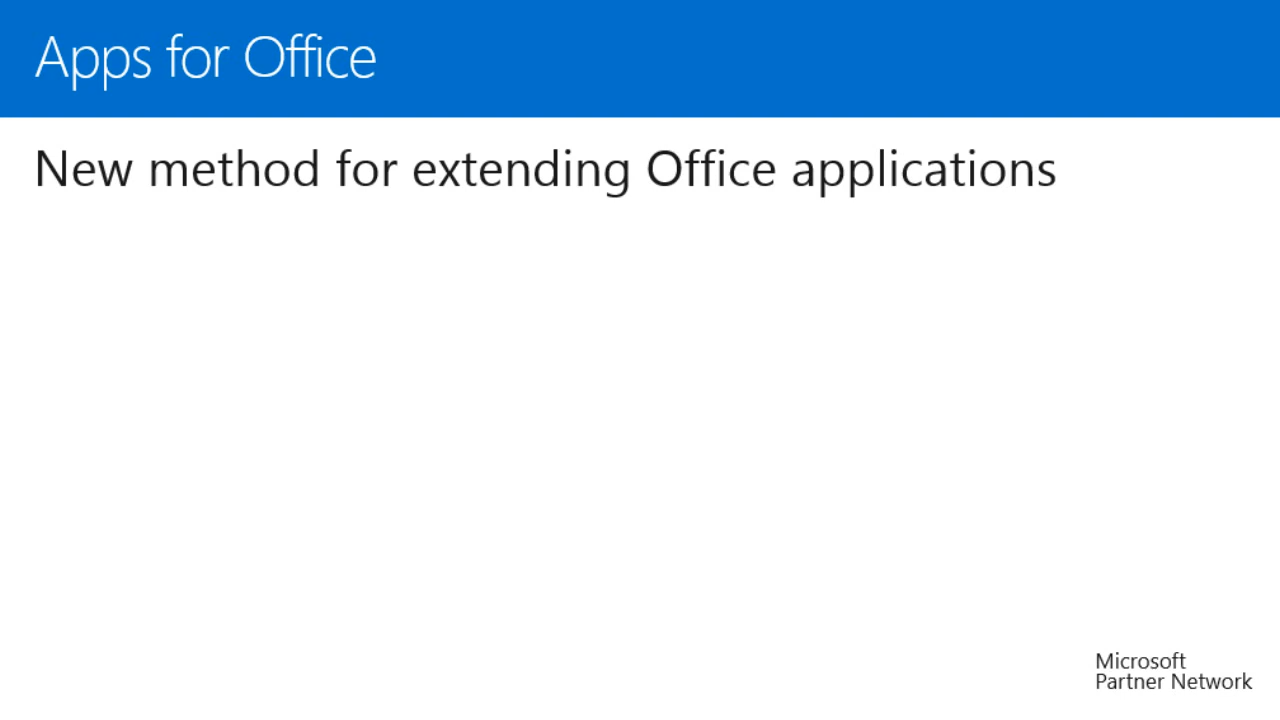 Apps for Office
New method for extending Office applications
Microsoft
Partner Network